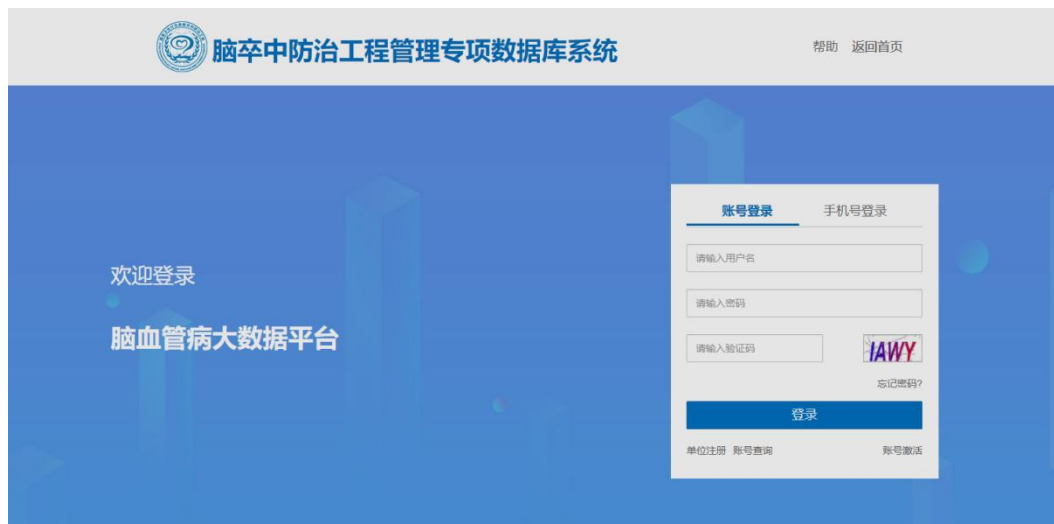 脑卒中防治工程管理专项数据库系统
帮助 返回首页
账号登录 手机号登录
请输入用户名
欢迎登录
请输入密码
脑血管病大数据平台
请输入验证码 IAWY
忘记密码?
登录
单位注册 账号查询 账号激活